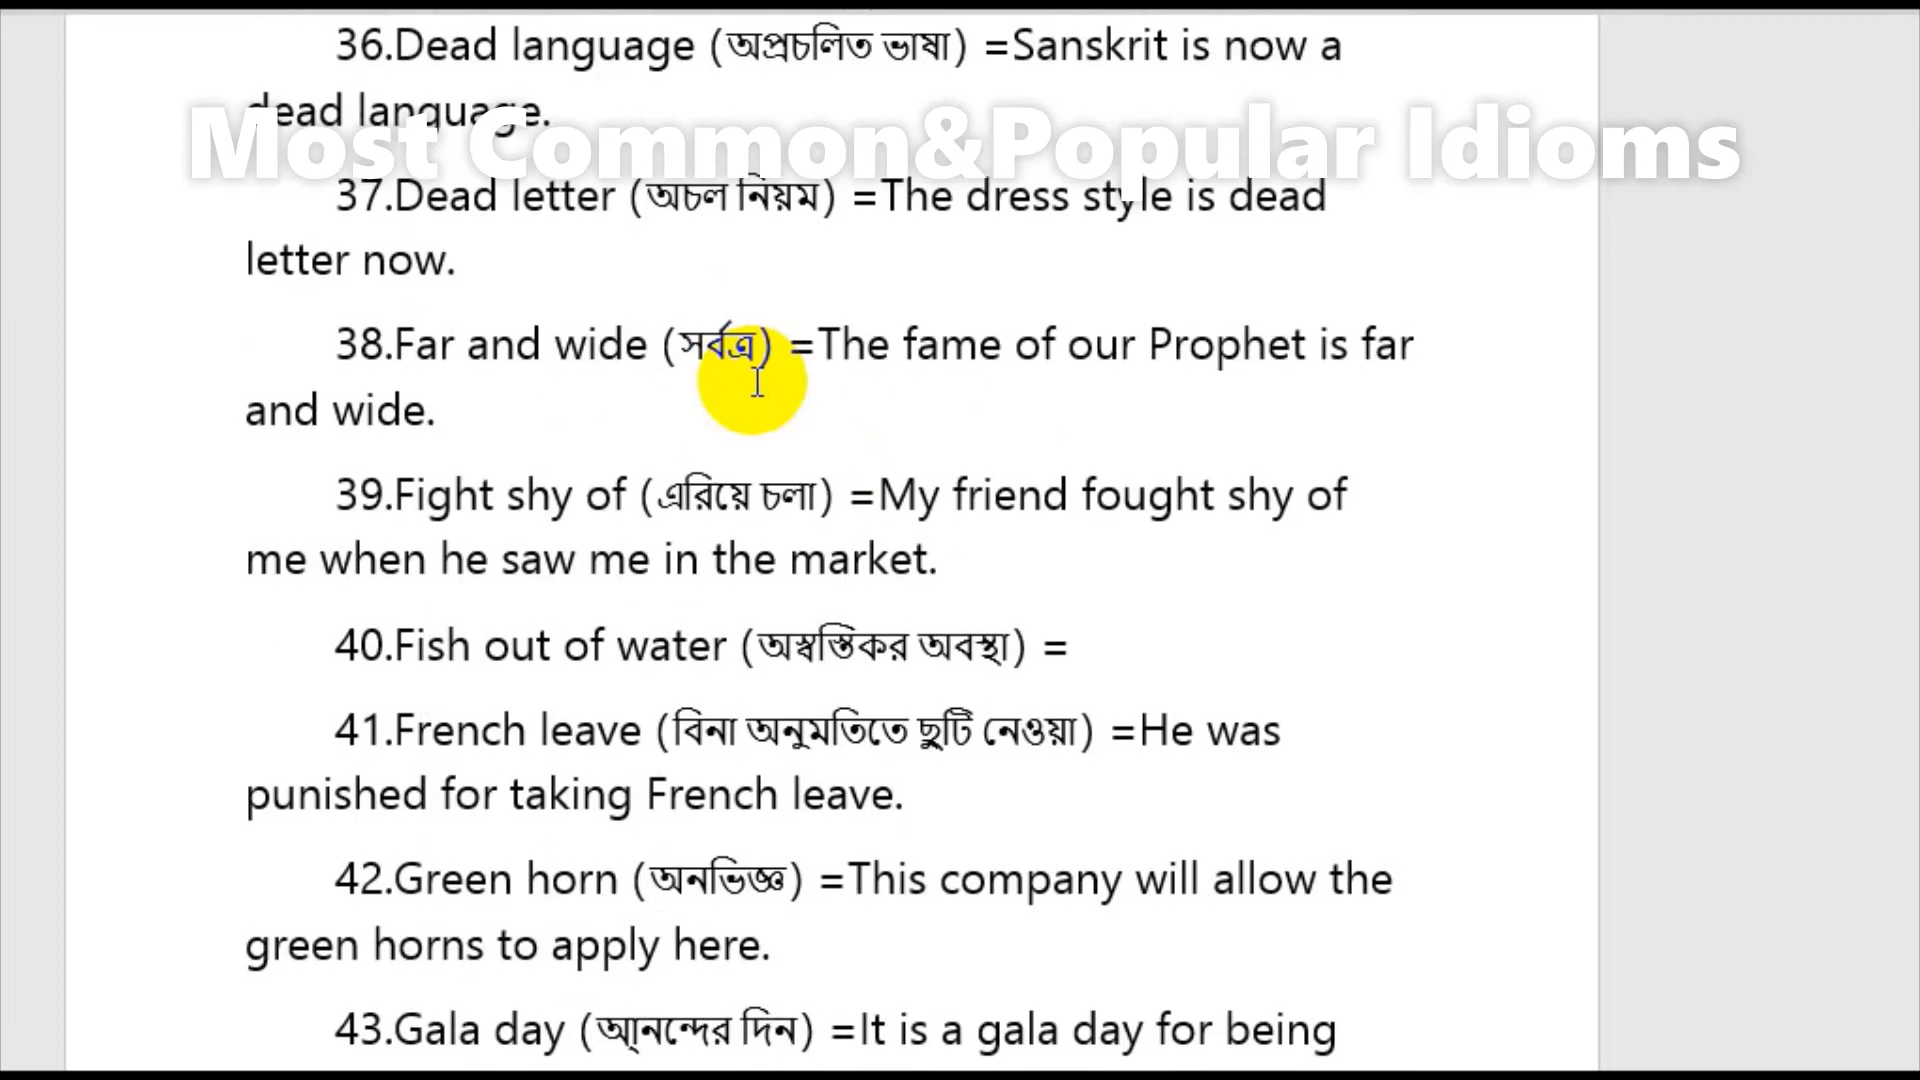 36.Dead language (অপ্রচলিত ভাষা) =Sanskrit is now a
dead language.
Most Common&Popular Idioms
37.Dead letter (অচল নিয়ম) =The dress style is dead
letter now.
38.Far and wide (সর্বত্র) =The fame of our Prophet is far
and wide.
39.Fight shy of (এরিয়ে চলা) =My friend fought shy of
me when he saw me in the market.
40.Fish out of water (অস্বস্তিকর অবস্থা) =
41.French leave (বিনা অনুমতিতে ছুটি নেওয়া) =He was
punished for taking French leave.
42.Green horn (অনভিজ্ঞ) =This company will allow the
green horns to apply here.
43.Gala day (আ্নন্দের দিন) =It is a gala day for being